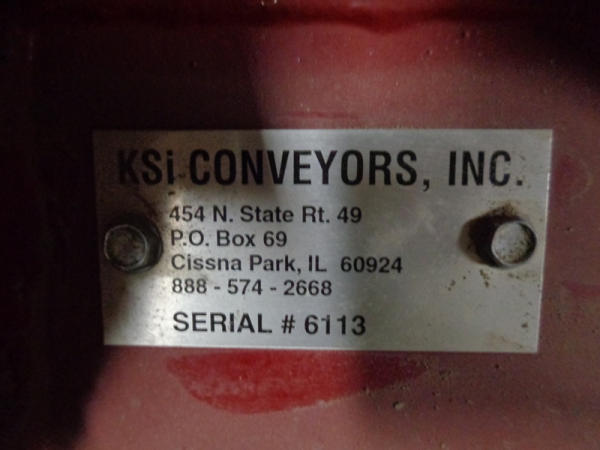 KSi CONVEYORS, INC.
454 N. State Rt. 49
P.O. Box 69
Cissna Park, IL 60924
888 - 574 - 2668
SERIAL # 6113